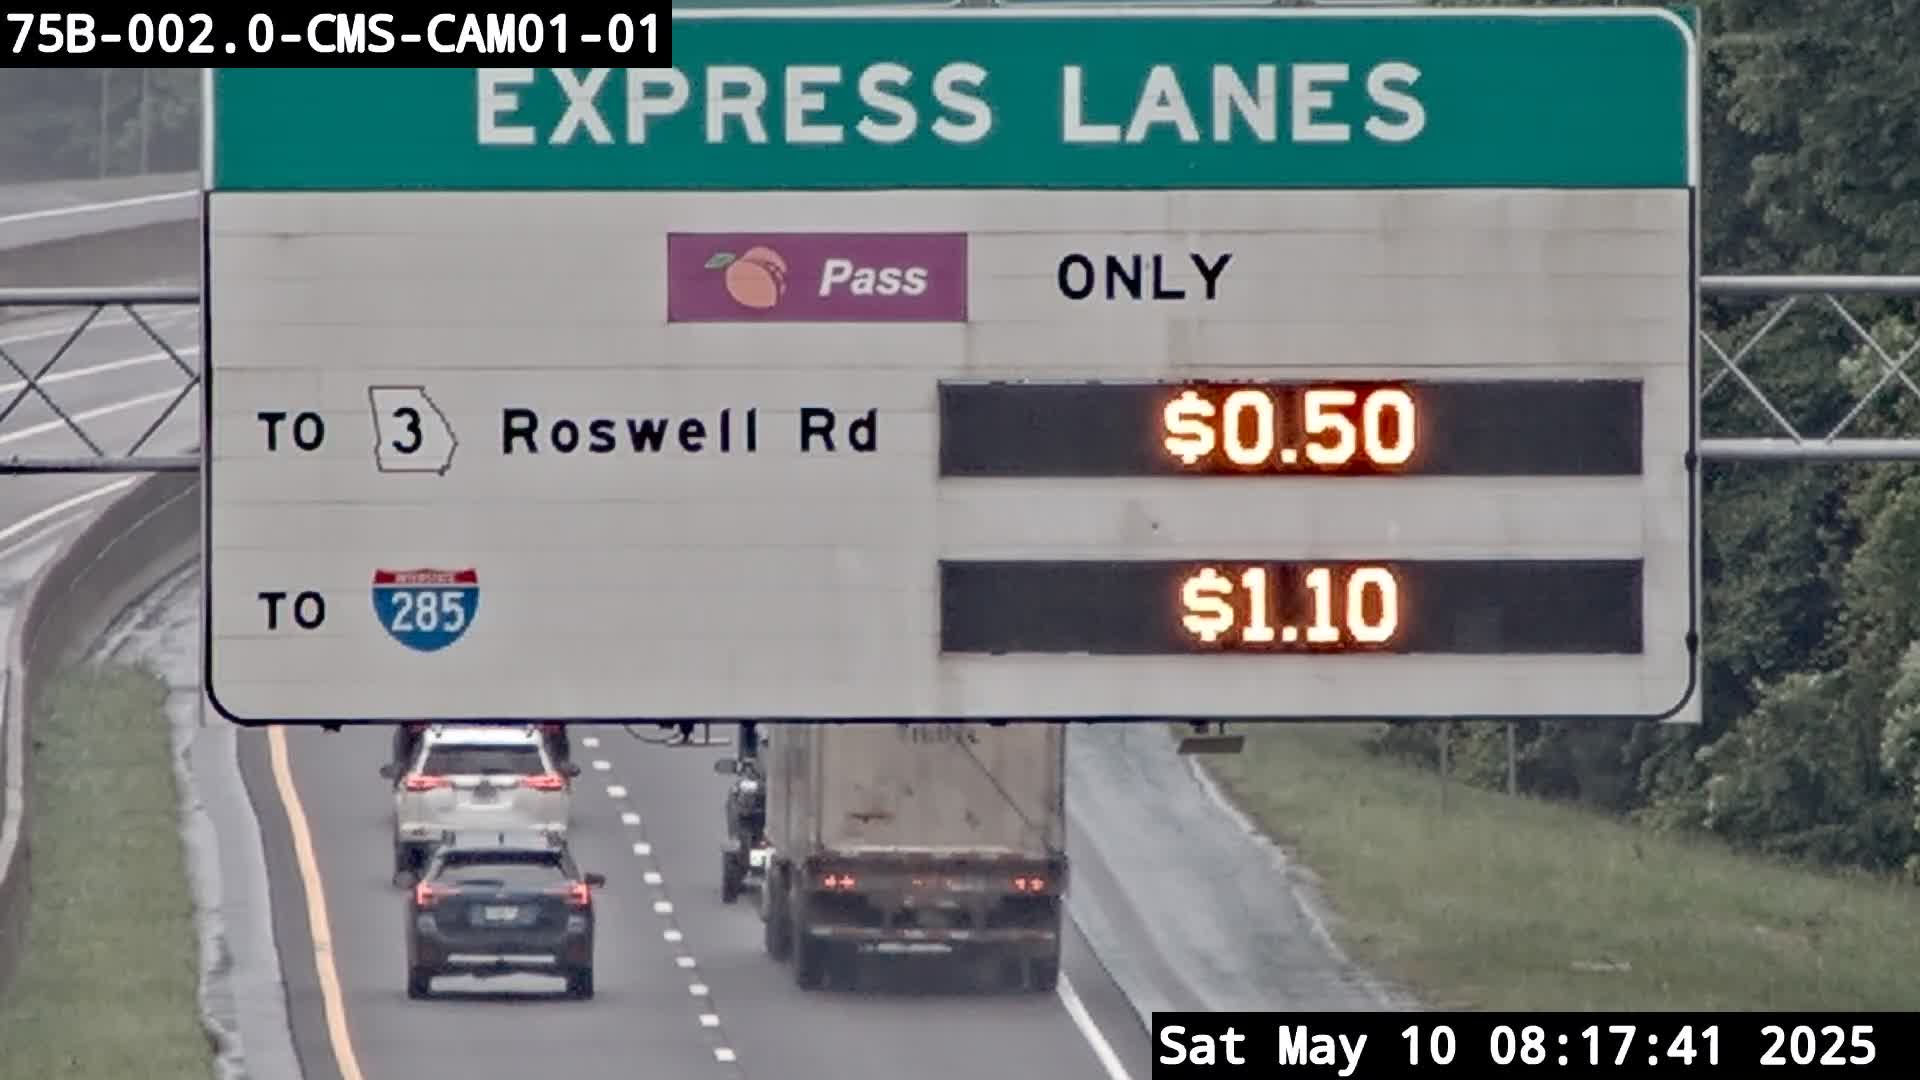 75B-002.0-CMS-CAM01-01
EXPRESS LANES
Pass ONLY
TO 3 Roswell Rd $0.50
TO INTERSTATE 285 $1.10
Sat May 10 08:17:41 2025